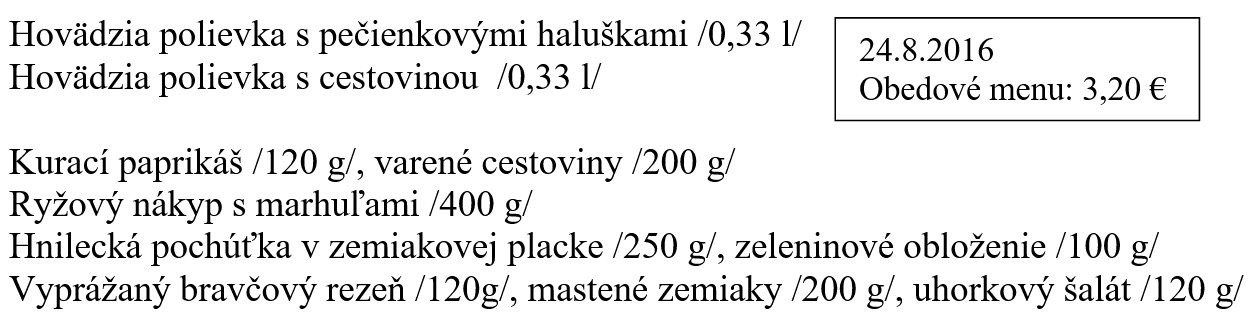 Hovädzia polievka s pečienkovými haluškami /0,33 l/
Hovädzia polievka s cestovinou /0,33 l/
24.8.2016
Obedové menu: 3,20 €
Kurací paprikáš /120 g/, varené cestoviny /200 g/
Ryžový nákyp s marhuľami /400 g/
Hnilecká pochúťka v zemiakovej placke /250 g/, zeleninové obloženie /100 g/
Vyprážaný bravčový rezeň /120g/, mastené zemiaky /200 g/, uhorkový šalát /120 g/